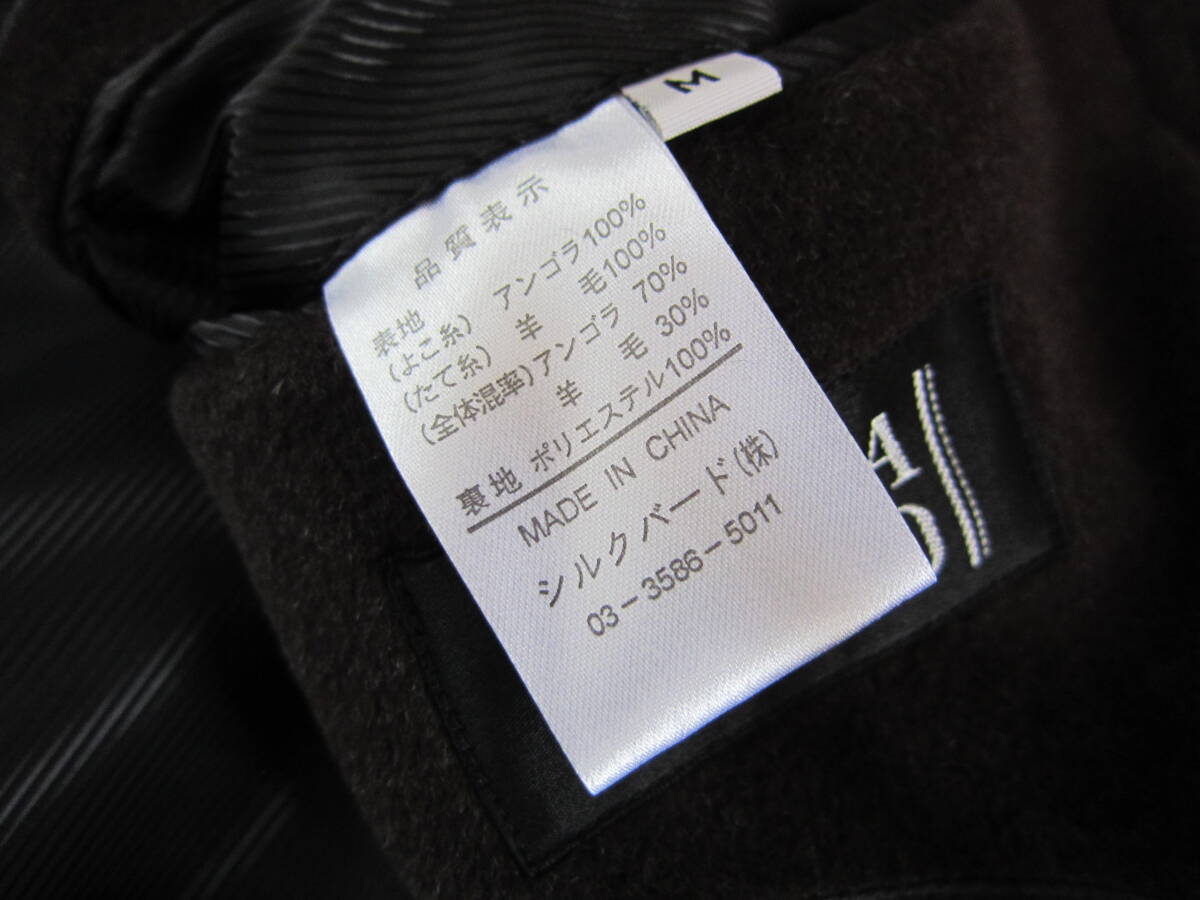 M
品質表示
表地 アンゴラ100%
(よこ糸)
(たて糸) 羊 毛100%
(全体混率)アンゴラ 70%
羊 毛 30%
裏地 ポリエステル100%
MADE IN CHINA
シルクバード(株)
03-3586-5011
A
O